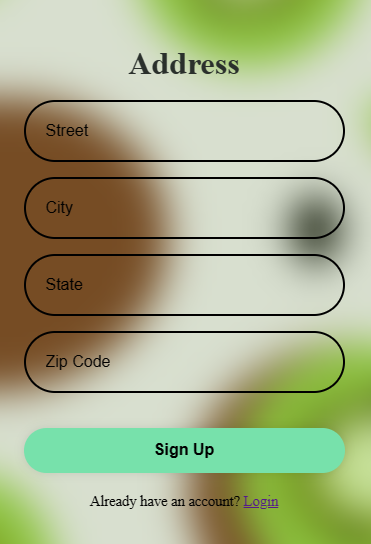 Address
Street
City
State
Zip Code
Sign Up
Already have an account? Login